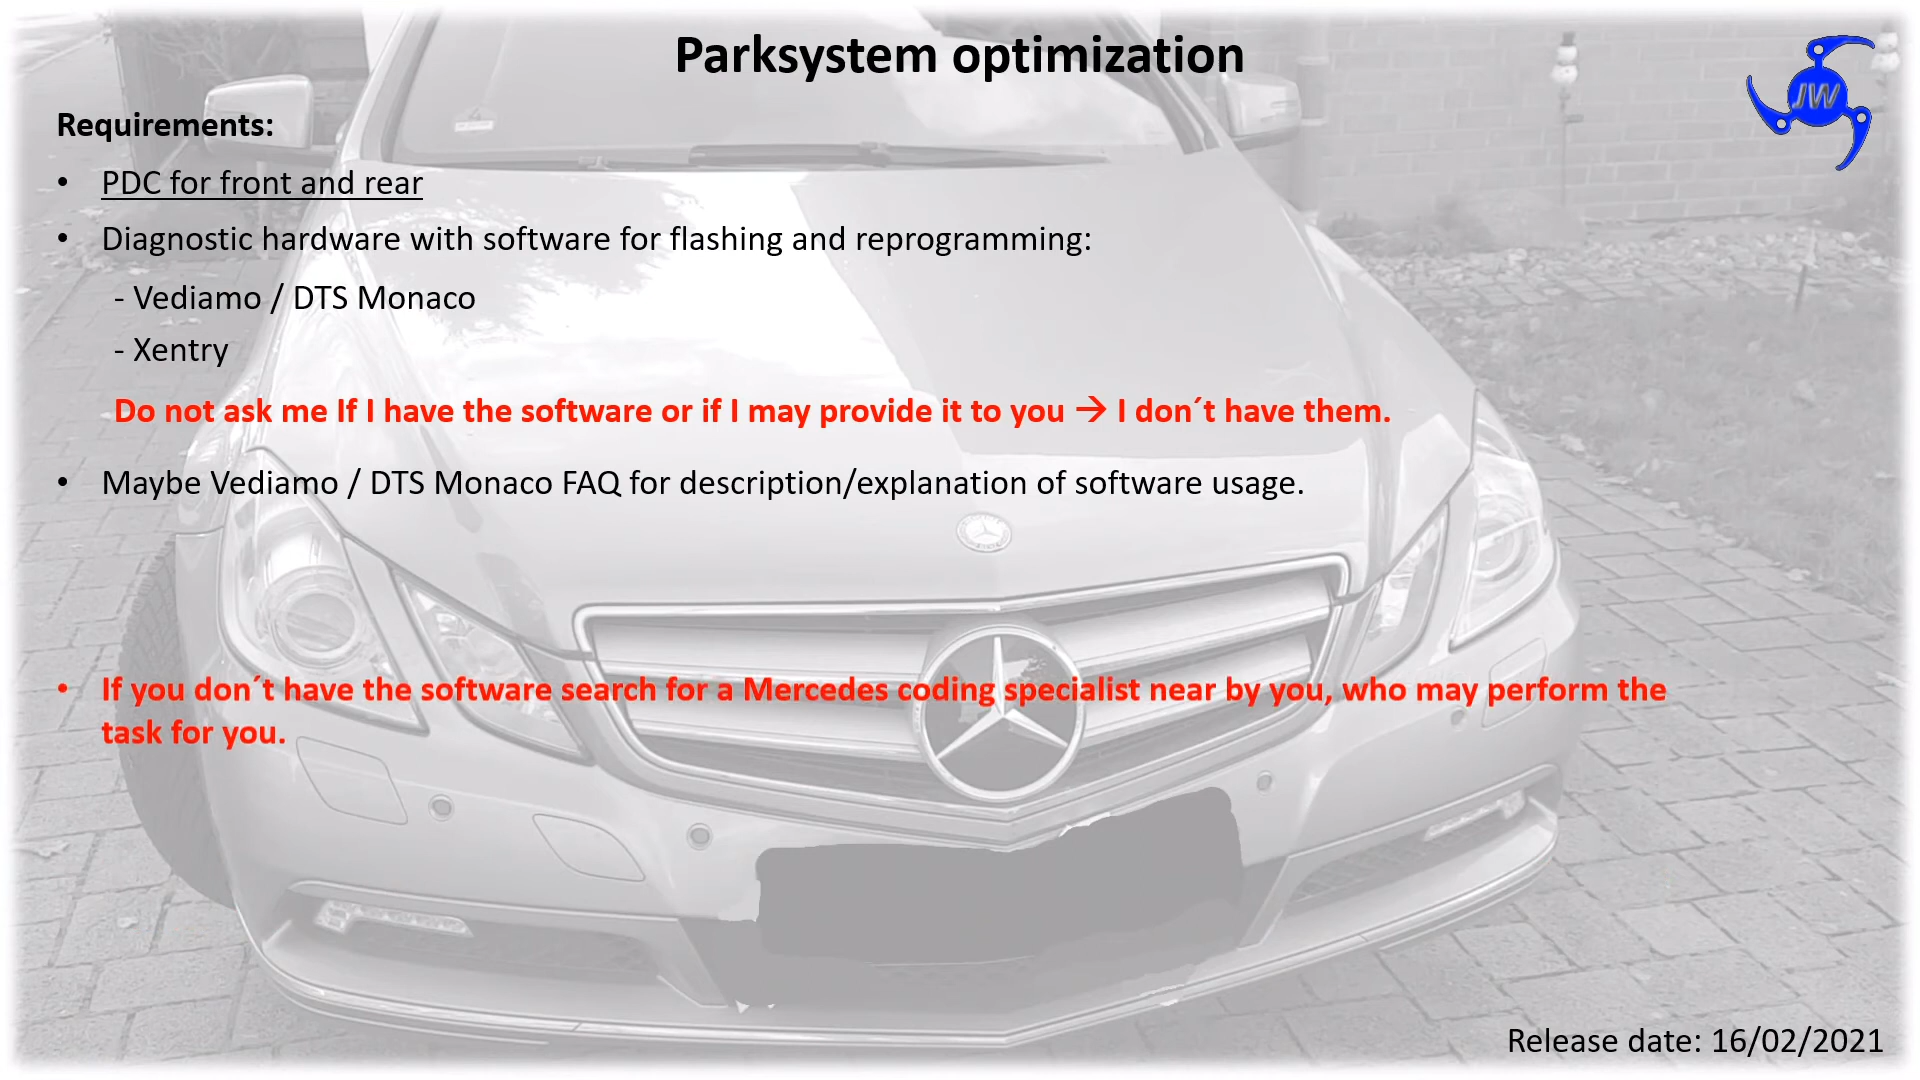 Parksystem optimization
JW
Requirements:
• PDC for front and rear
• Diagnostic hardware with software for flashing and reprogramming:
- Vediamo / DTS Monaco
- Xentry
Do not ask me If I have the software or if I may provide it to you → I don´t have them.
• Maybe Vediamo / DTS Monaco FAQ for description/explanation of software usage.
• If you don´t have the software search for a Mercedes coding specialist near by you, who may perform the
task for you.
Release date: 16/02/2021